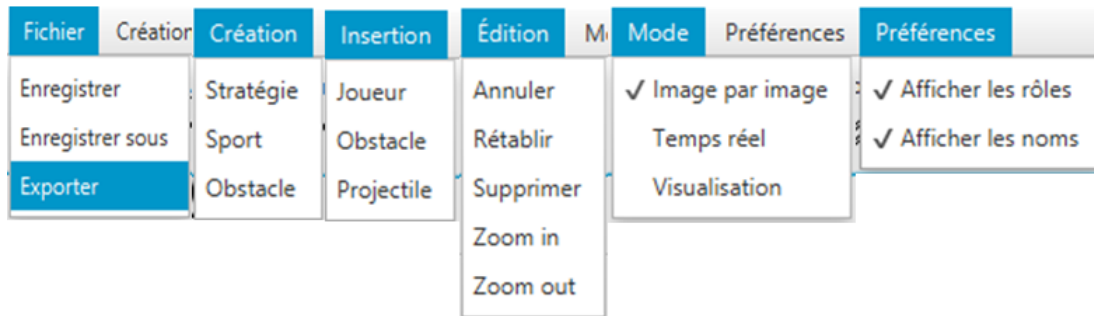 Fichier Création
Enregistrer
Enregistrer sous
Exporter
Création
Stratégie
Sport
Obstacle
Insertion
Joueur
Obstacle
Projectile
Édition
Annuler
Rétablir
Supprimer
Zoom in
Zoom out
Mode Préférences
✓ Image par image
Temps réel
Visualisation
Préférences
✓ Afficher les rôles
✓ Afficher les noms